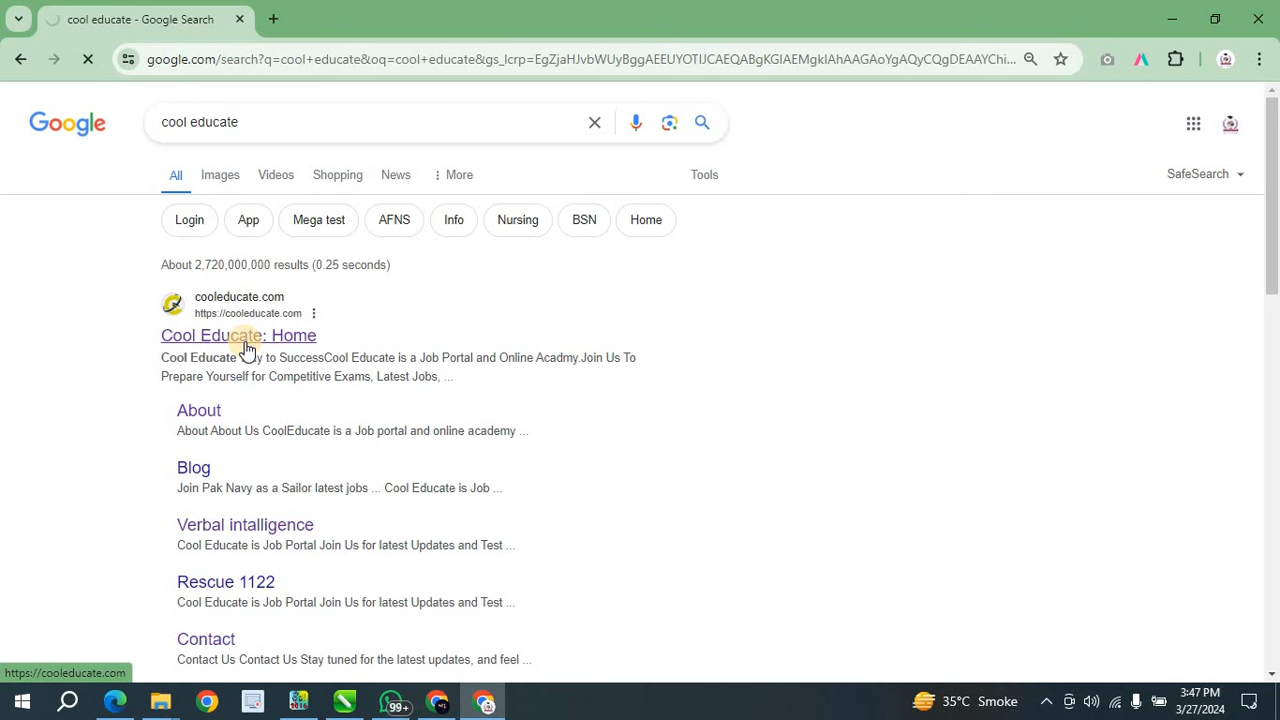 cool educate - Google Search
google.com/search?q=cool+educate&oq=cool+educate&gs_lcrp=EgZjaHJvbWUyBggAEEUYOTIJCAEQABgKGIAEMgkIAhAAGAoYgAQyCQgDEAAYChi...
Google
cool educate
All
Images
Videos
Shopping
News
More
Tools
SafeSearch
Login
App
Mega test
AFNS
Info
Nursing
BSN
Home
About 2,720,000,000 results (0.25 seconds)
cooleducate.com
https://cooleducate.com
Cool Educate: Home
Cool Educate y to SuccessCool Educate is a Job Portal and Online Acadmy.Join Us To
Prepare Yourself for Competitive Exams, Latest Jobs, ...
About
About About Us CoolEducate is a Job portal and online academy ...
Blog
Join Pak Navy as a Sailor latest jobs ... Cool Educate is Job ...
Verbal intalligence
Cool Educate is Job Portal Join Us for latest Updates and Test ...
Rescue 1122
Cool Educate is Job Portal Join Us for latest Updates and Test ...
Contact
Contact Us Contact Us Stay tuned for the latest updates, and feel ...
https://cooleducate.com
99+
35°C Smoke
3:47 PM
3/27/2024